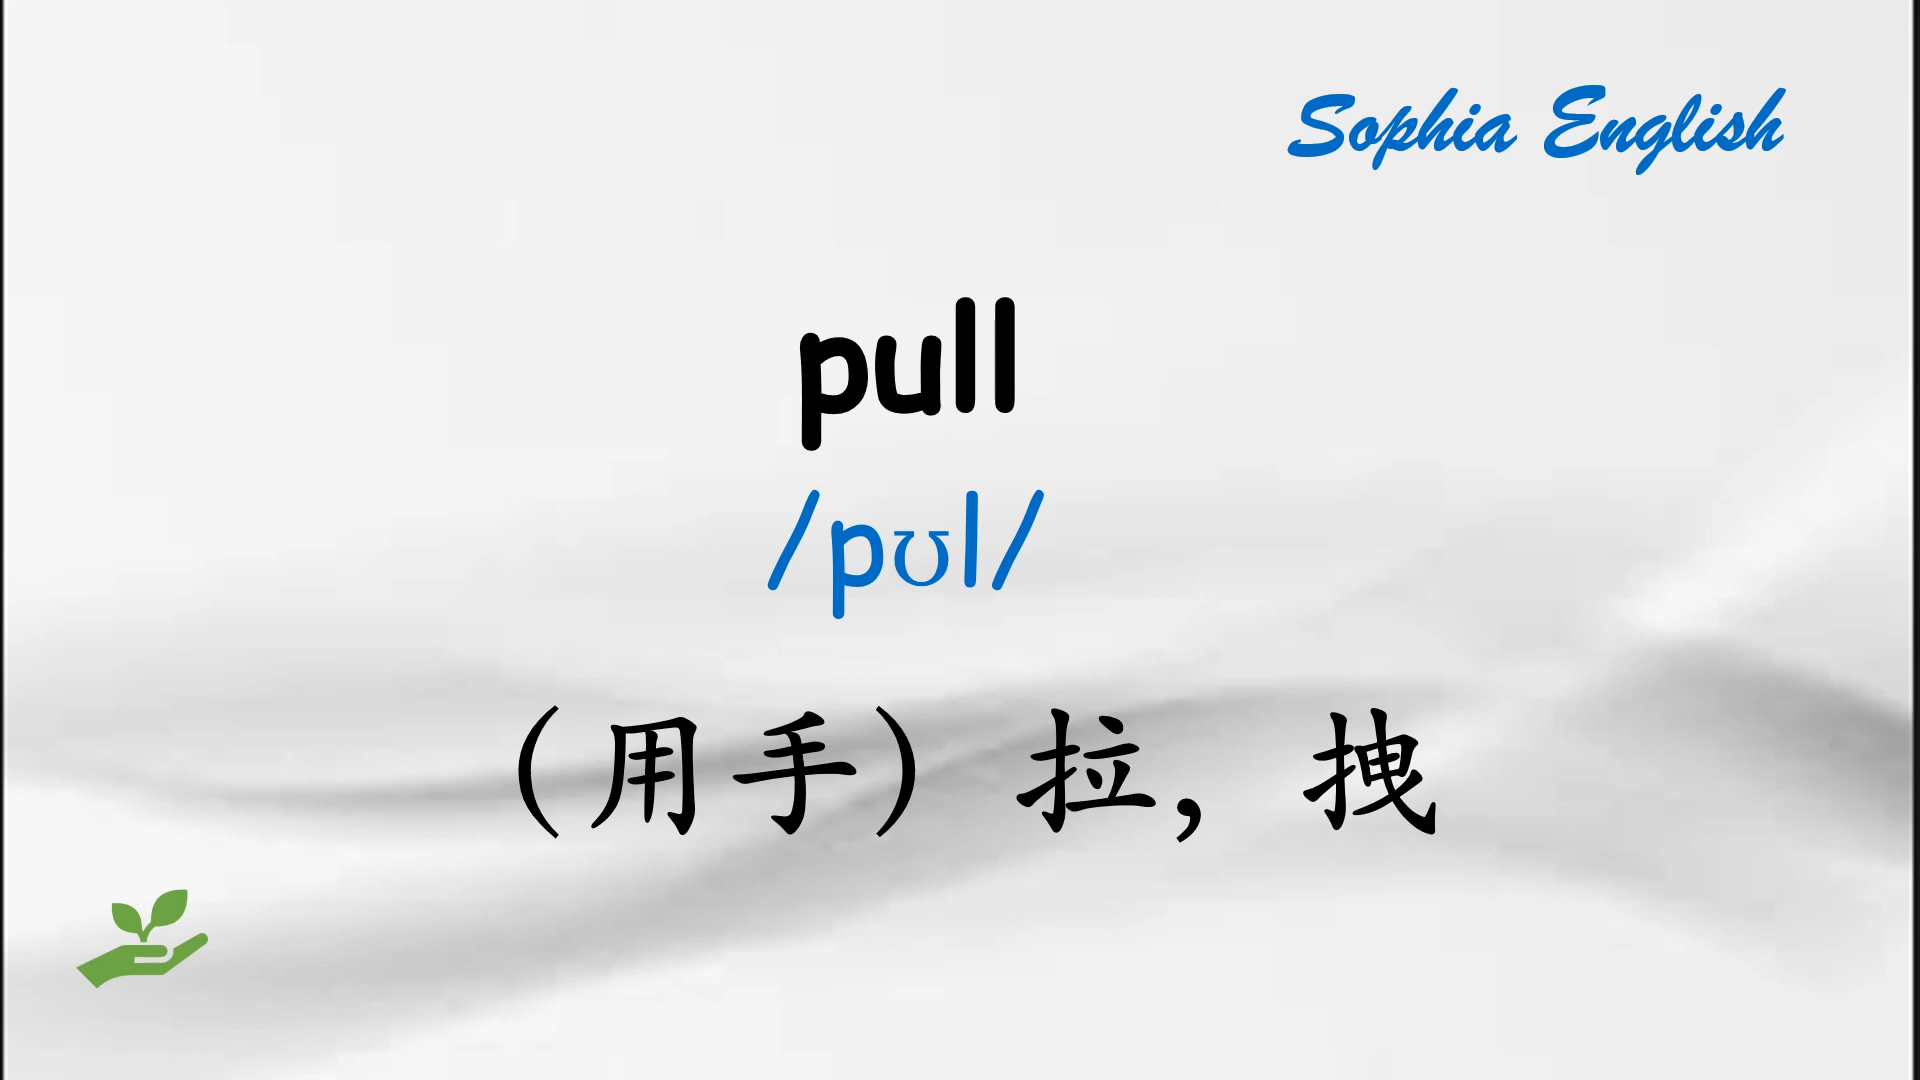 Sophia English
pull
/pʊl/
（用手）拉，拽